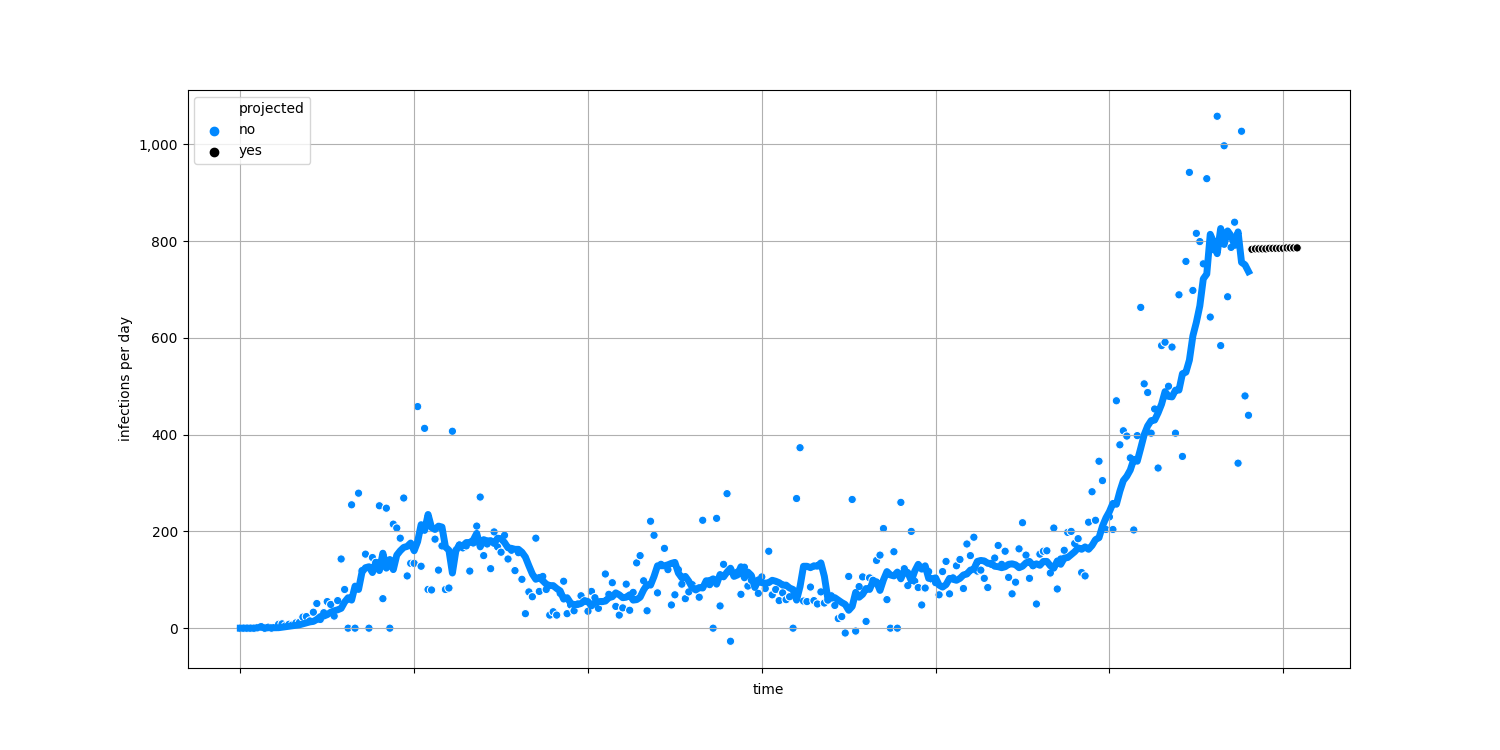 projected
no
yes
1,000
800
600
400
200
0
infections per day
time